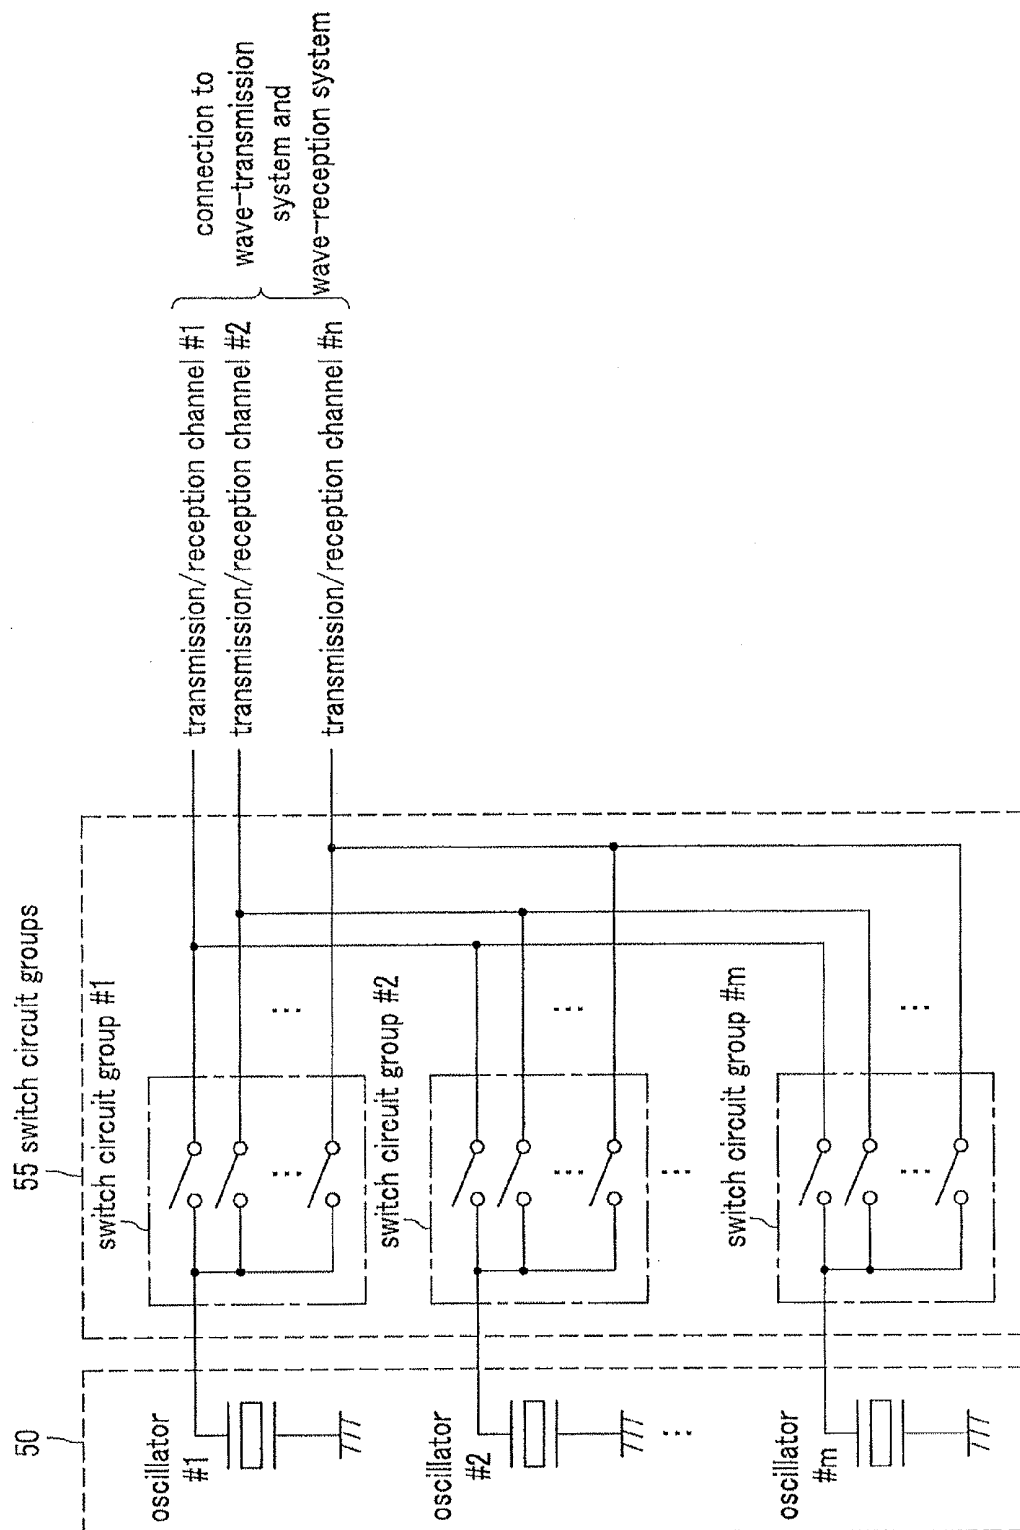 50
55 switch circuit groups
oscillator
#1
switch circuit group #1
transmission/reception channel #1
transmission/reception channel #2
transmission/reception channel #n
connection to
wave-transmission
system and
wave-reception system
oscillator
#2
switch circuit group #2
oscillator
#m
switch circuit group #m